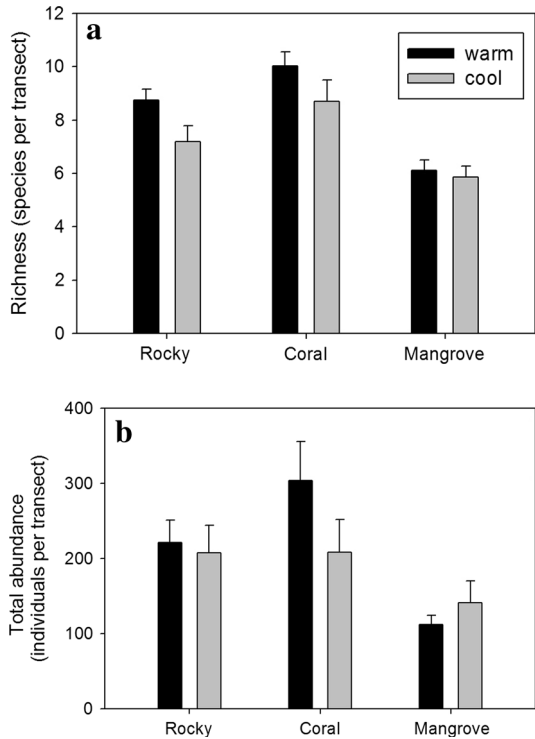 a
12
10
8
6
4
2
0
Richness (species per transect)
warm
cool
Rocky Coral Mangrove
b
400
300
200
100
0
Total abundance
(individuals per transect)
Rocky Coral Mangrove